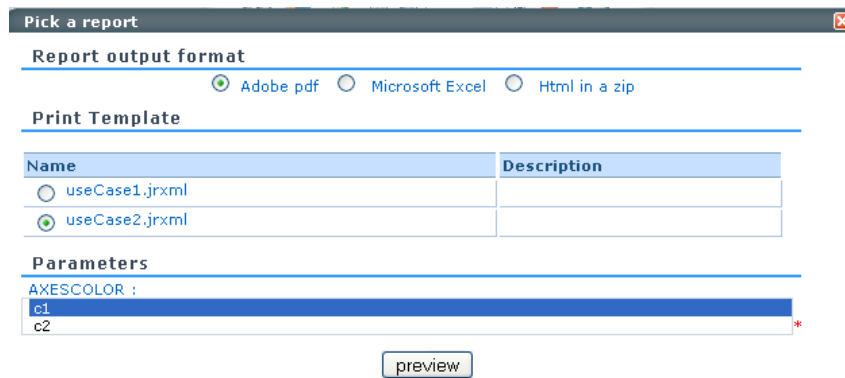 Pick a report
Report output format
Adobe pdf Microsoft Excel Html in a zip
Print Template
Name Description
useCase1.jrxml
useCase2.jrxml
Parameters
AXESCOLOR :
c1
c2 *
preview